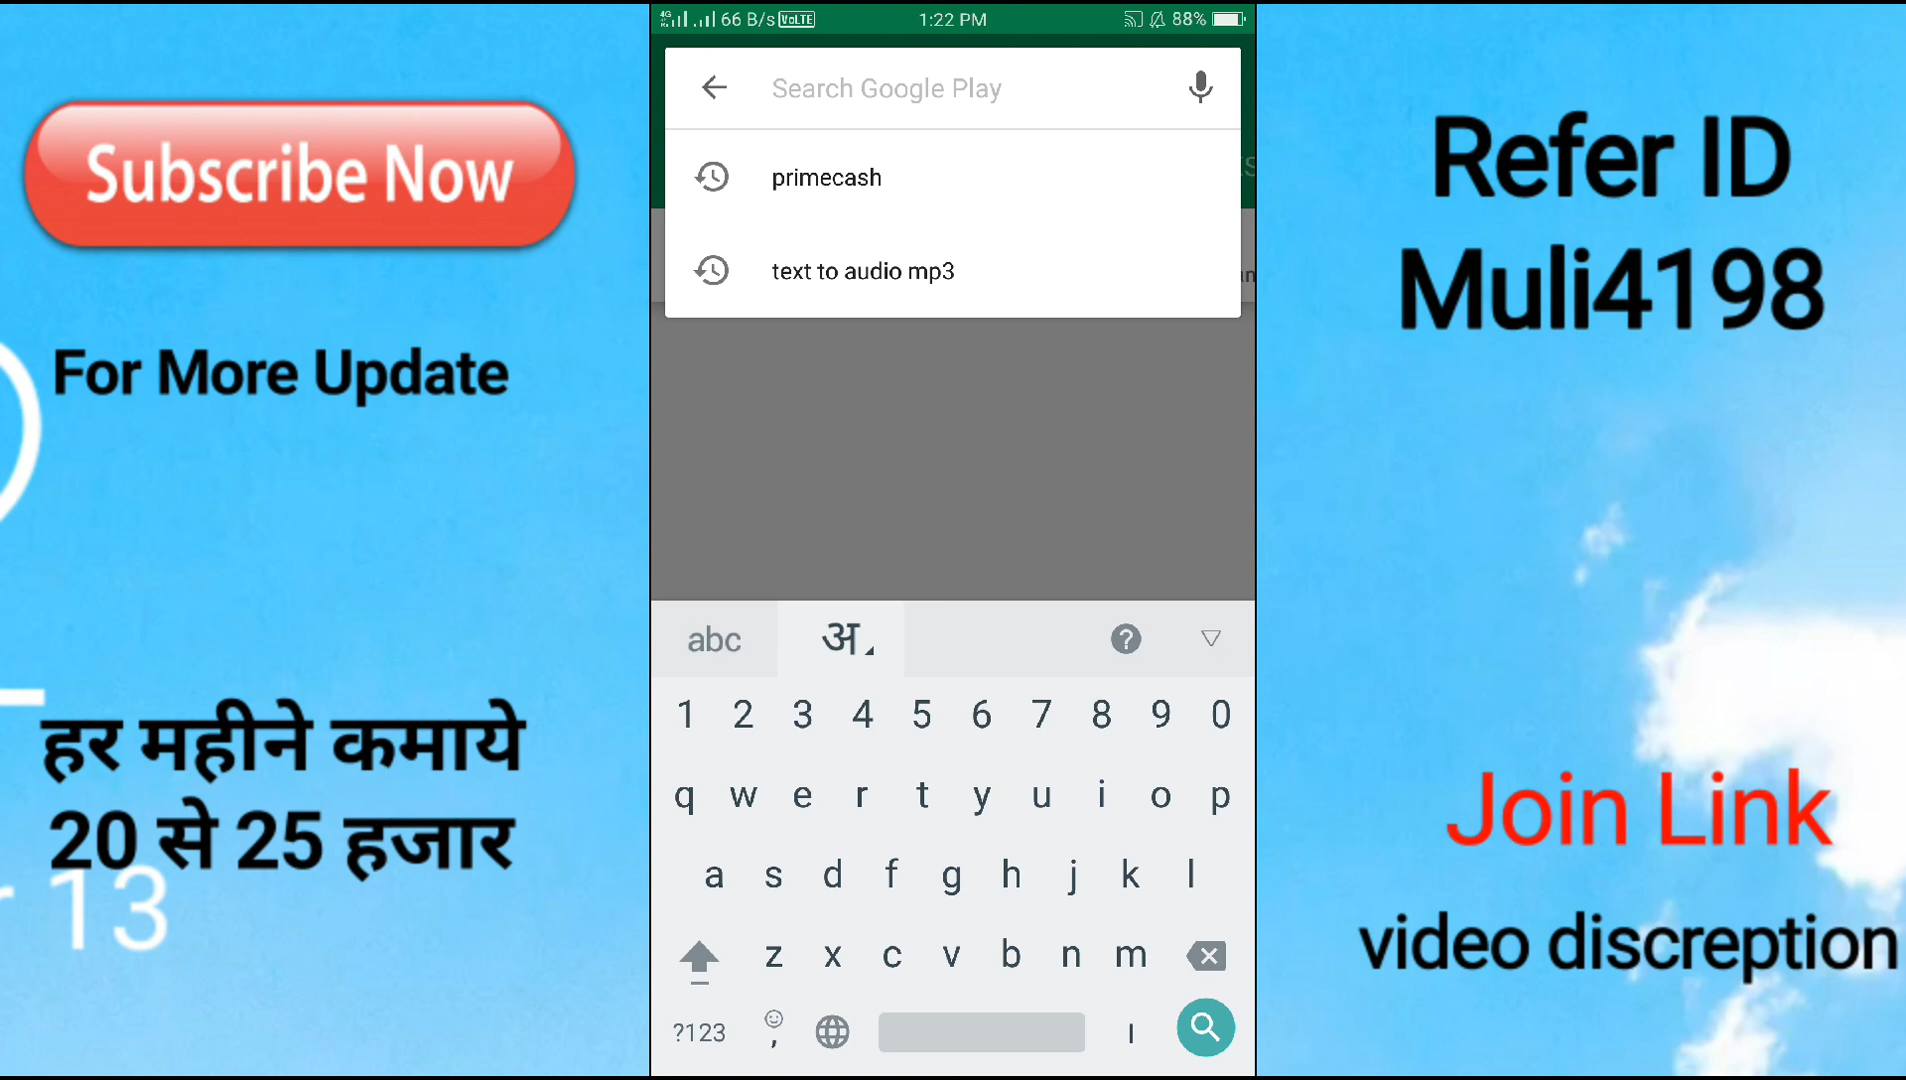 Subscribe Now
For More Update
हर महीने कमाये
20 से 25 हजार
r 13
4G 66 B/s VoLTE 1:22 PM 88%
Search Google Play
primecash
text to audio mp3
abc अ ?
1 2 3 4 5 6 7 8 9 0
q w e r t y u i o p
a s d f g h j k l
z x c v b n m
?123 , ।
Refer ID
Muli4198
Join Link
video discreption